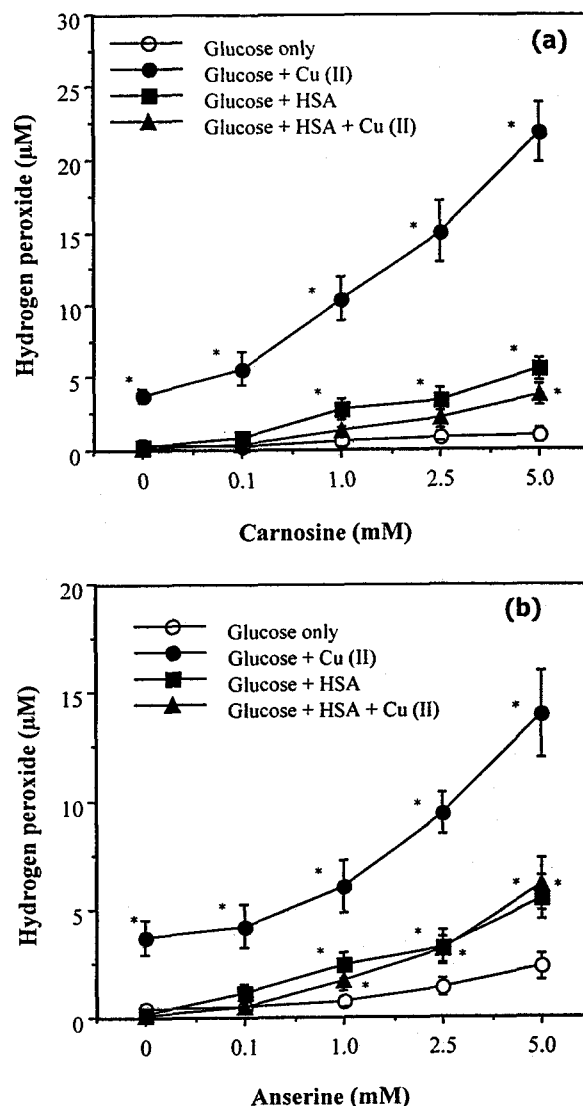 (a)
Glucose only
Glucose + Cu (II)
Glucose + HSA
Glucose + HSA + Cu (II)
Hydrogen peroxide (µM)
30
25
20
15
10
5
0
* * * * *
* * *
*
0 0.1 1.0 2.5 5.0
Carnosine (mM)
(b)
Glucose only
Glucose + Cu (II)
Glucose + HSA
Glucose + HSA + Cu (II)
Hydrogen peroxide (µM)
20
15
10
5
0
* * * * *
* * *
* * *
0 0.1 1.0 2.5 5.0
Anserine (mM)